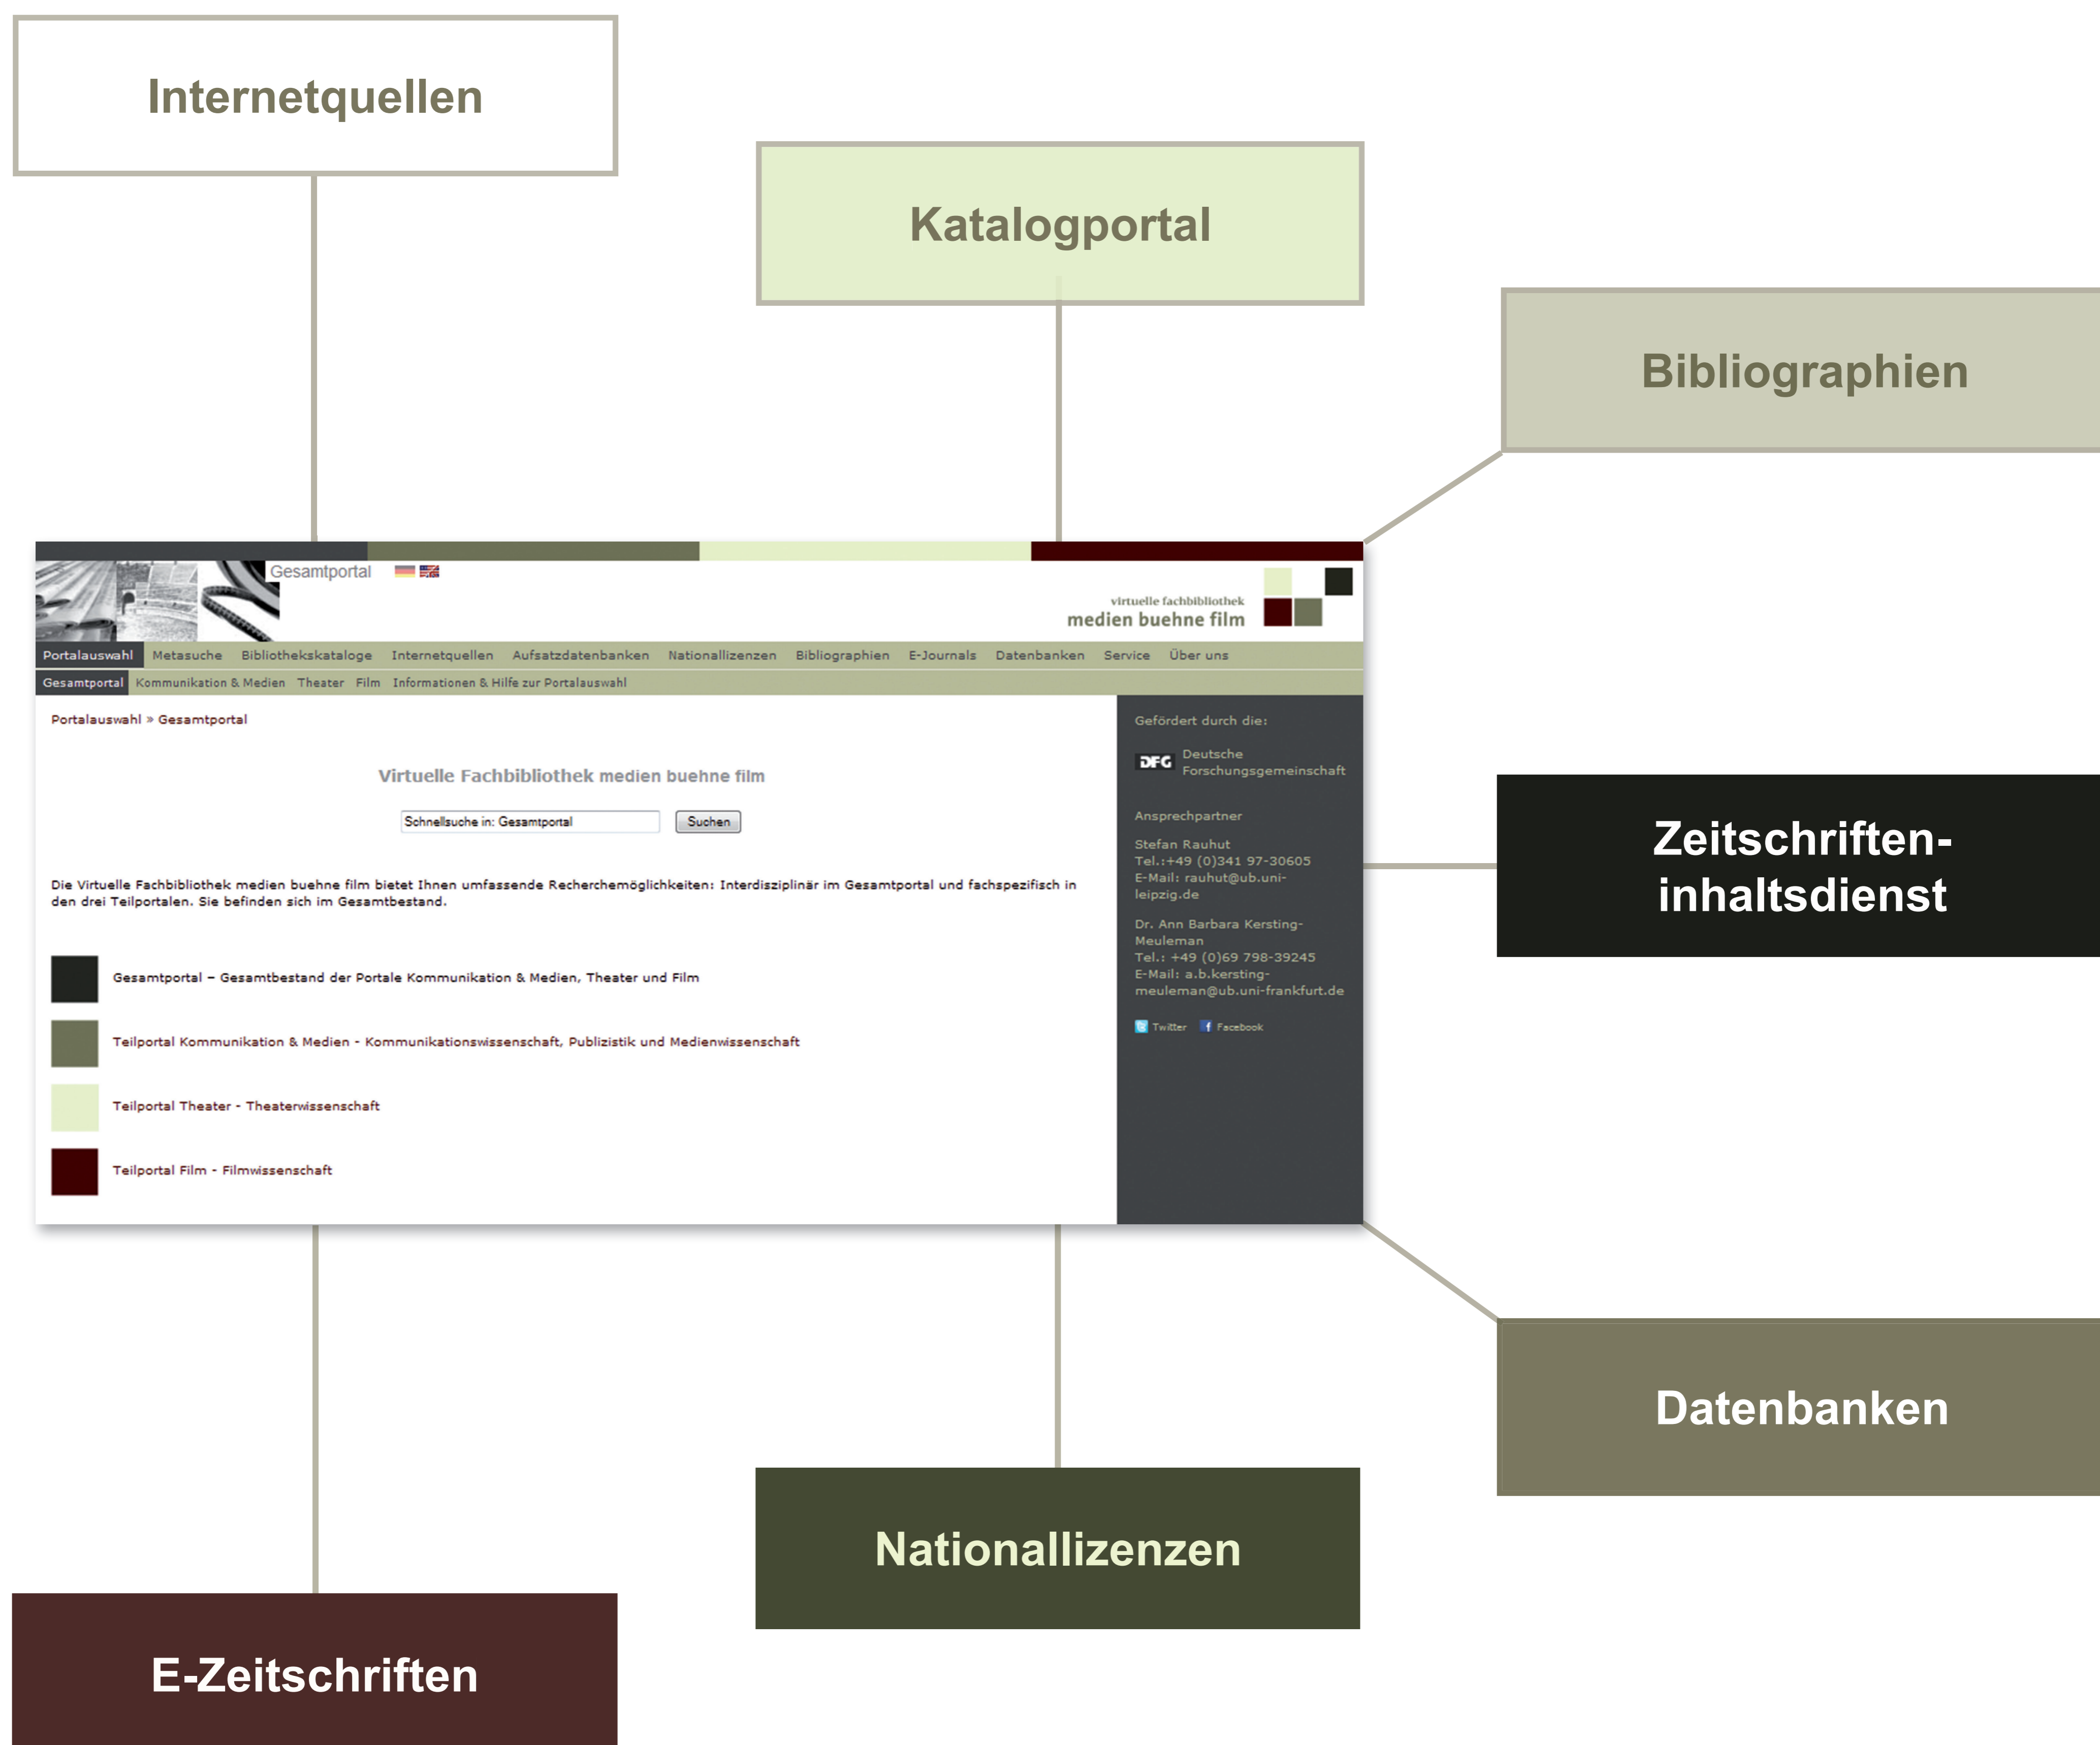 Internetquellen
Katalogportal
Bibliographien
Gesamtportal
virtuelle fachbibliothek
medien buehne film
Portalauswahl Metasuche Bibliothekskataloge Internetquellen Aufsatzdatenbanken Nationallizenzen Bibliographien E-Journals Datenbanken Service Über uns
Gesamtportal Kommunikation & Medien Theater Film Informationen & Hilfe zur Portalauswahl
Portalauswahl » Gesamtportal
Virtuelle Fachbibliothek medien buehne film
Schnellsuche in: Gesamtportal Suchen
Die Virtuelle Fachbibliothek medien buehne film bietet Ihnen umfassende Recherchemöglichkeiten: Interdisziplinär im Gesamtportal und fachspezifisch in
den drei Teilportalen. Sie befinden sich im Gesamtbestand.
Gesamtportal – Gesamtbestand der Portale Kommunikation & Medien, Theater und Film
Teilportal Kommunikation & Medien - Kommunikationswissenschaft, Publizistik und Medienwissenschaft
Teilportal Theater - Theaterwissenschaft
Teilportal Film - Filmwissenschaft
Gefördert durch die:
DFG
Deutsche
Forschungsgemeinschaft
Ansprechpartner
Stefan Rauhut
Tel.:+49 (0)341 97-30605
E-Mail: rauhut@ub.uni-
leipzig.de
Dr. Ann Barbara Kersting-
Meuleman
Tel.: +49 (0)69 798-39245
E-Mail: a.b.kersting-
meuleman@ub.uni-frankfurt.de
Twitter Facebook
Zeitschriften-
inhaltsdienst
Datenbanken
Nationallizenzen
E-Zeitschriften